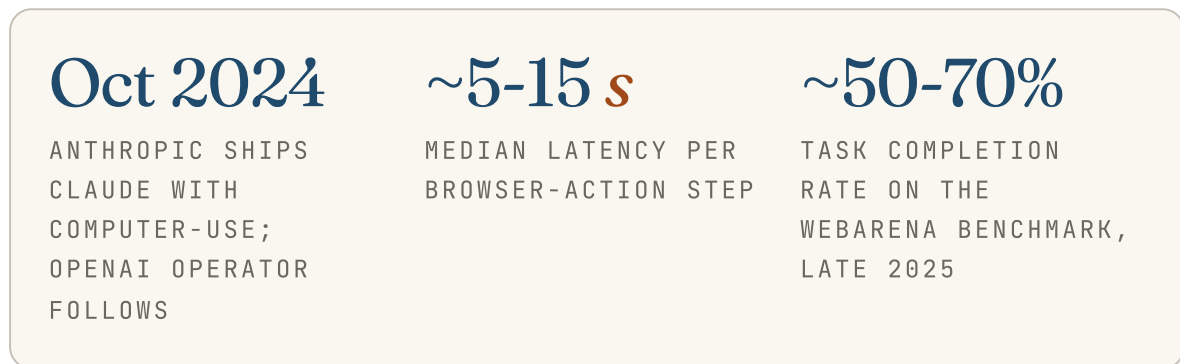 Oct 2024
ANTHROPIC SHIPS
CLAUDE WITH
COMPUTER-USE;
OPENAI OPERATOR
FOLLOWS
~5-15 s
MEDIAN LATENCY PER
BROWSER-ACTION STEP
~50-70%
TASK COMPLETION
RATE ON THE
WEBARENA BENCHMARK,
LATE 2025